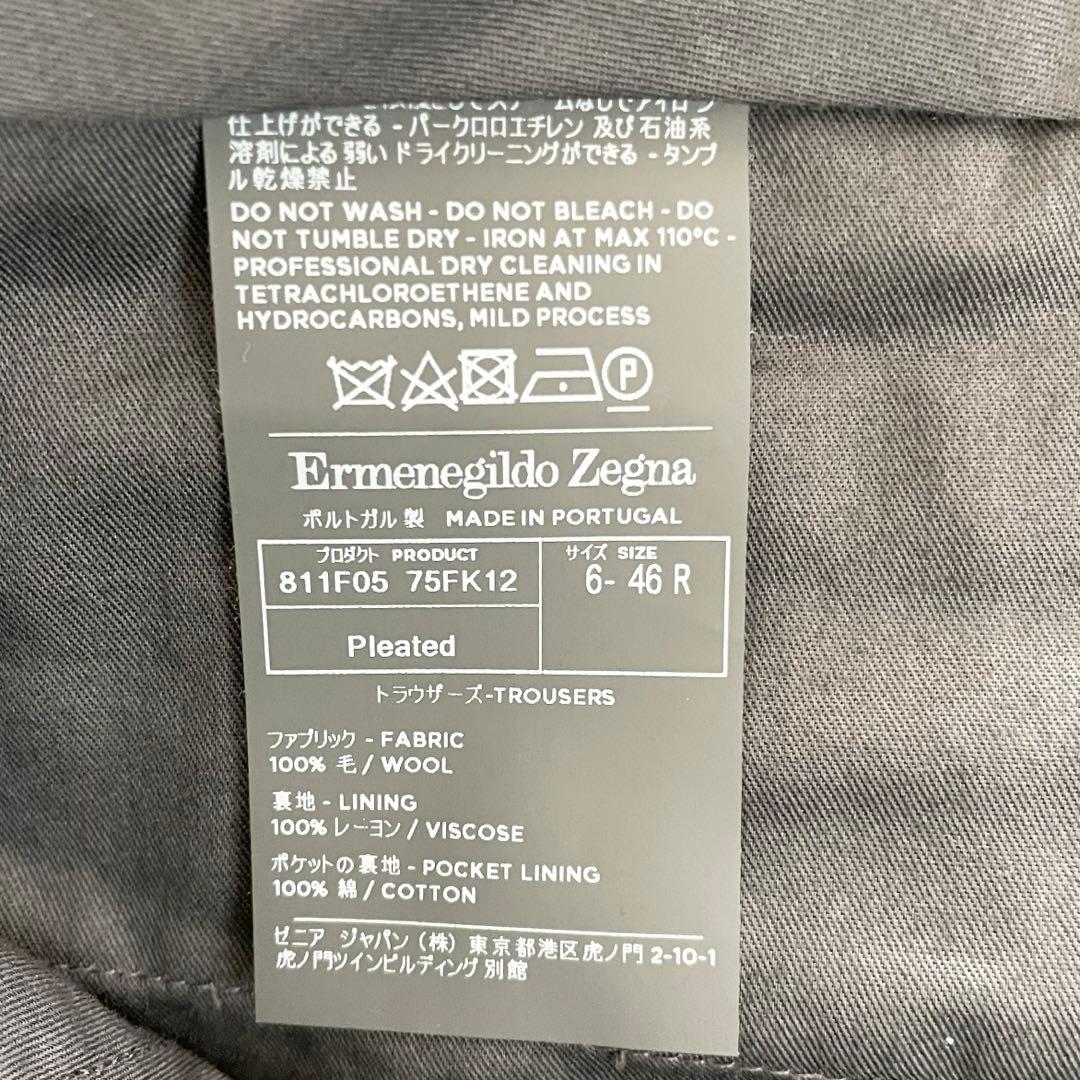 仕上げができる - パークロロエチレン 及び 石油系
溶剤による 弱い ドライクリーニングができる - タンブ
ル 乾燥禁止
DO NOT WASH - DO NOT BLEACH - DO
NOT TUMBLE DRY - IRON AT MAX 110°C -
PROFESSIONAL DRY CLEANING IN
TETRACHLOROETHENE AND
HYDROCARBONS, MILD PROCESS
P
Ermenegildo Zegna
ポルトガル 製 MADE IN PORTUGAL
プロダクト PRODUCT
811F05 75FK12
サイズ SIZE
6- 46 R
Pleated
トラウザーズ-TROUSERS
ファブリック - FABRIC
100% 毛 / WOOL
裏地 - LINING
100% レーヨン / VISCOSE
ポケットの裏地 - POCKET LINING
100% 綿 / COTTON
ゼニア ジャパン (株) 東京都港区虎ノ門 2-10-1
虎ノ門ツインビルディング 別館